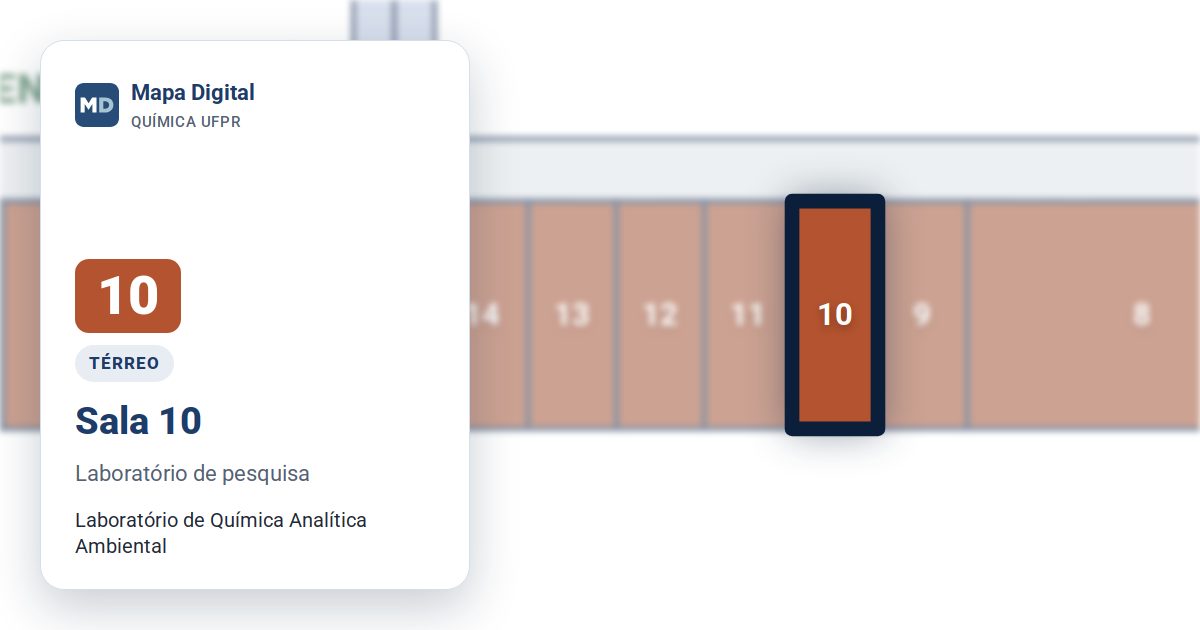 MD
Mapa Digital
QUÍMICA UFPR
10
TÉRREO
Sala 10
Laboratório de pesquisa
Laboratório de Química Analítica
Ambiental
EN
14 13 12 11 10 9 8